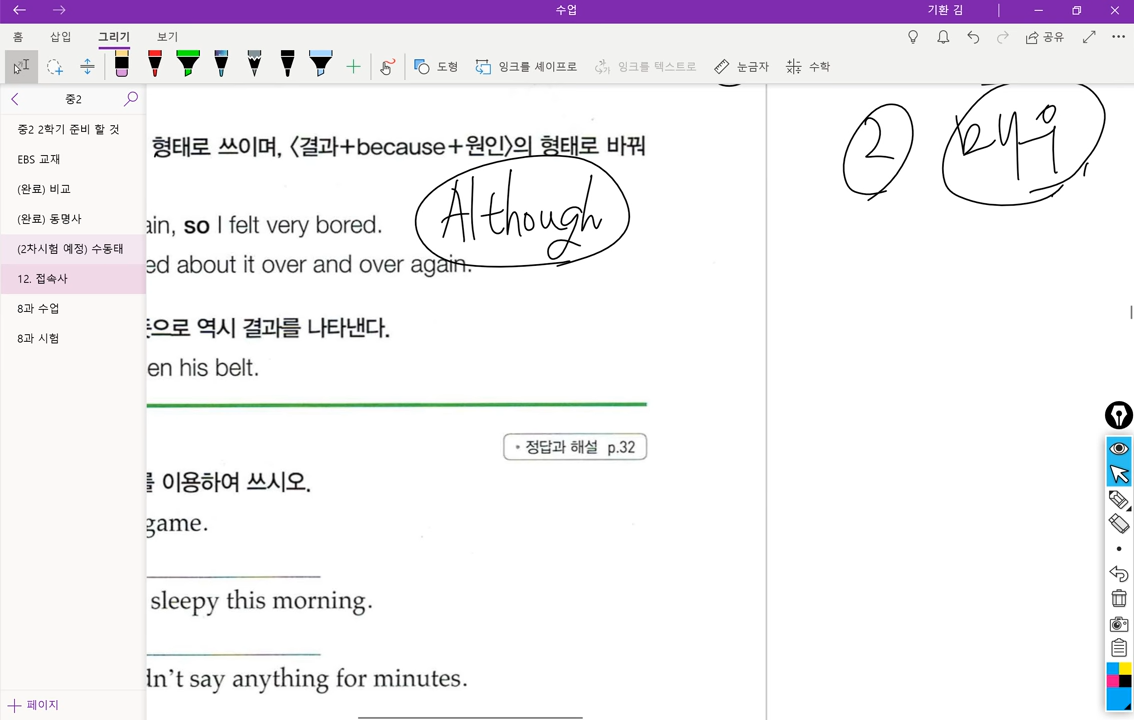 수업
기환 김
홈 삽입 그리기 보기
공유
도형
잉크를 셰이프로
잉크를 텍스트로
눈금자
수학
중2
중2 2학기 준비 할 것
EBS 교재
(완료) 비교
(완료) 동명사
(2차시험 예정) 수동태
12. 접속사
8과 수업
8과 시험
페이지
형태로 쓰이며, 〈결과+because+원인〉의 형태로 바꿔
Although
ain, so I felt very bored.
ed about it over and over again.
으로 역시 결과를 나타낸다.
en his belt.
• 정답과 해설 p.32
를 이용하여 쓰시오.
game.
sleepy this morning.
dn't say anything for minutes.
2